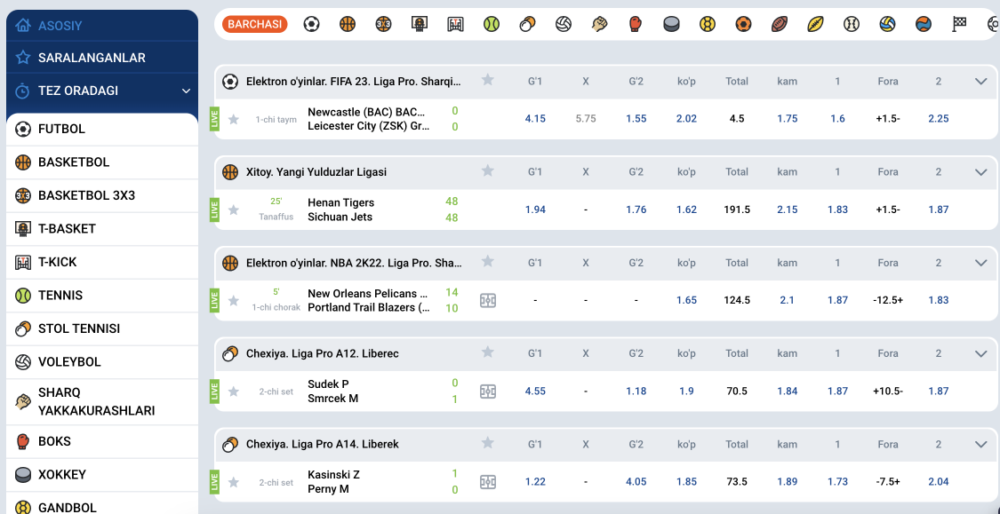 ASOSIY
SARALANGANLAR
TEZ ORADAGI
FUTBOL
BASKETBOL
BASKETBOL 3X3
T-BASKET
T-KICK
TENNIS
STOL TENNISI
VOLEYBOL
SHARQ
YAKKAKURASHLARI
BOKS
XOKKEY
GANDBOL
BARCHASI
Elektron o'yinlar. FIFA 23. Liga Pro. Sharqi... G'1 X G'2 ko'p Total kam 1 Fora 2
LIVE 1-chi taym Newcastle (BAC) BAC... 0 4.15 5.75 1.55 2.02 4.5 1.75 1.6 +1.5- 2.25
Leicester City (ZSK) Gr... 0
Xitoy. Yangi Yulduzlar Ligasi G'1 X G'2 ko'p Total kam 1 Fora 2
LIVE 25' Henan Tigers 48 1.94 - 1.76 1.62 191.5 2.15 1.83 +1.5- 1.87
Tanaffus Sichuan Jets 48
Elektron o'yinlar. NBA 2K22. Liga Pro. Sha... G'1 X G'2 ko'p Total kam 1 Fora 2
LIVE 5' New Orleans Pelicans ... 14 - - - 1.65 124.5 2.1 1.87 -12.5+ 1.83
1-chi chorak Portland Trail Blazers (... 10
Chexiya. Liga Pro A12. Liberec G'1 X G'2 ko'p Total kam 1 Fora 2
LIVE 2-chi set Sudek P 0 4.55 - 1.18 1.9 70.5 1.84 1.87 +10.5- 1.87
Smrcek M 1
Chexiya. Liga Pro A14. Liberek G'1 X G'2 ko'p Total kam 1 Fora 2
LIVE 2-chi set Kasinski Z 1 1.22 - 4.05 1.85 73.5 1.89 1.73 -7.5+ 2.04
Perny M 0